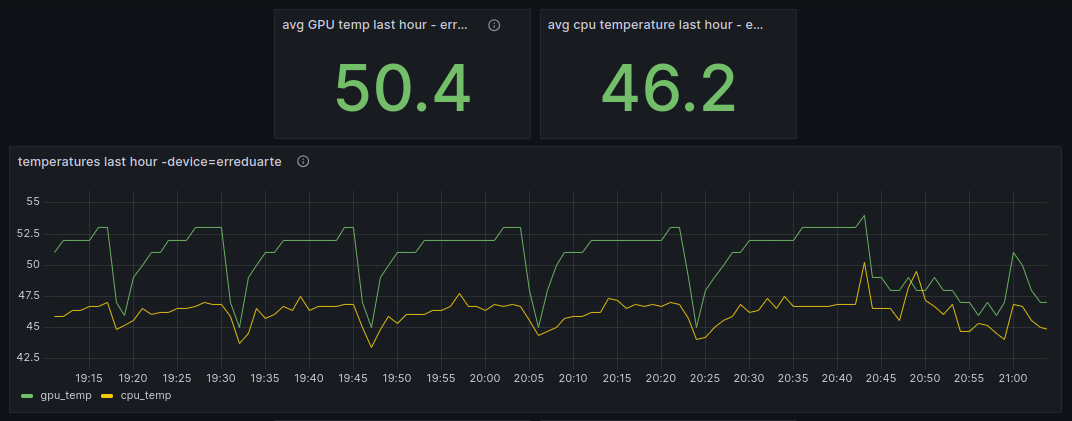 avg GPU temp last hour - err...
avg cpu temperature last hour - e...
50.4
46.2
temperatures last hour -device=erreduarte
55
52.5
50
47.5
45
42.5
19:15 19:20 19:25 19:30 19:35 19:40 19:45 19:50 19:55 20:00 20:05 20:10 20:15 20:20 20:25 20:30 20:35 20:40 20:45 20:50 20:55 21:00
gpu_temp cpu_temp